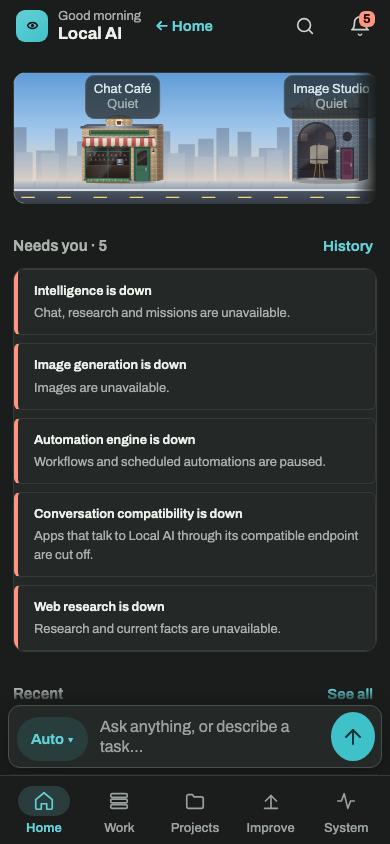 Good morning
Local AI
← Home
5
Chat Café
Quiet
Image Studio
Quiet
Needs you · 5
History
Intelligence is down
Chat, research and missions are unavailable.
Image generation is down
Images are unavailable.
Automation engine is down
Workflows and scheduled automations are paused.
Conversation compatibility is down
Apps that talk to Local AI through its compatible endpoint
are cut off.
Web research is down
Research and current facts are unavailable.
Recent
See all
Auto ▾
Ask anything, or describe a
task...
Home
Work
Projects
Improve
System